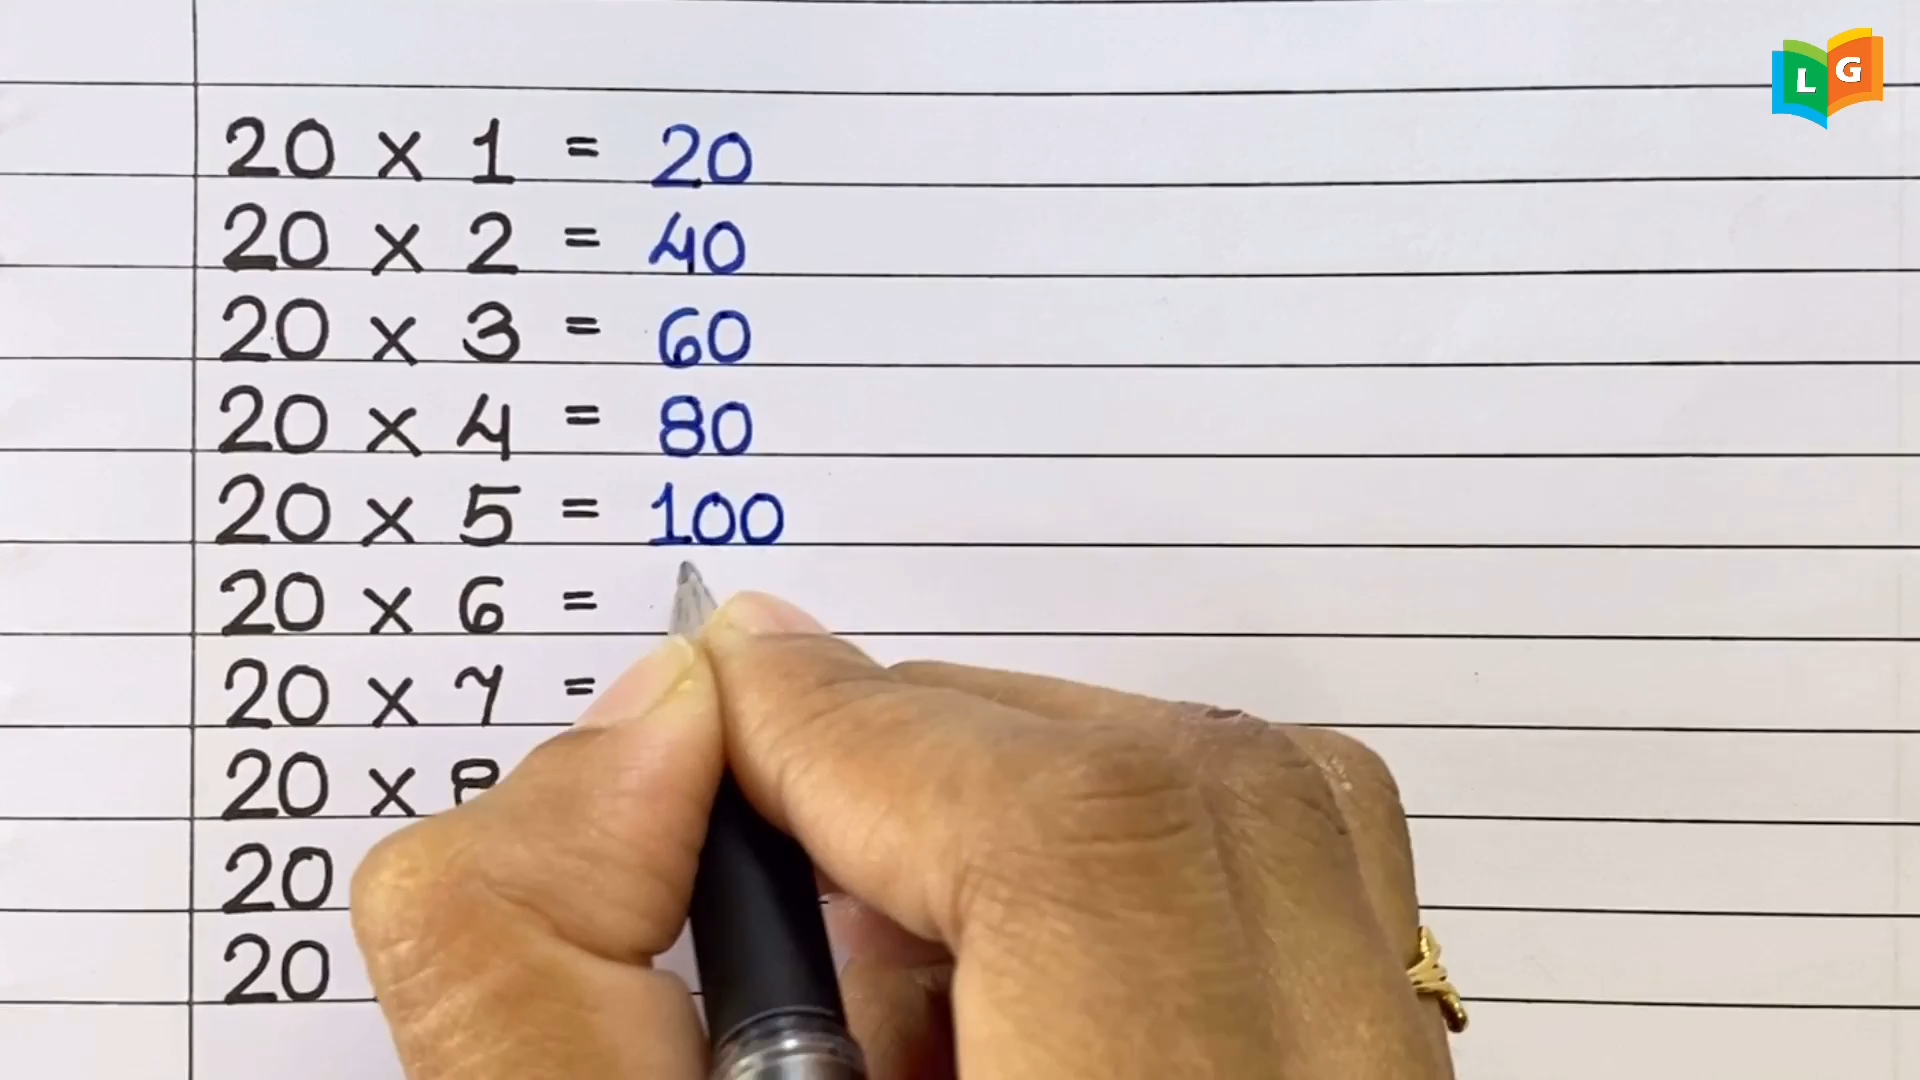 L G
20 x 1 = 20
20 x 2 = 40
20 x 3 = 60
20 x 4 = 80
20 x 5 = 100
20 x 6 =
20 x 7 =
20 x 8
20
20